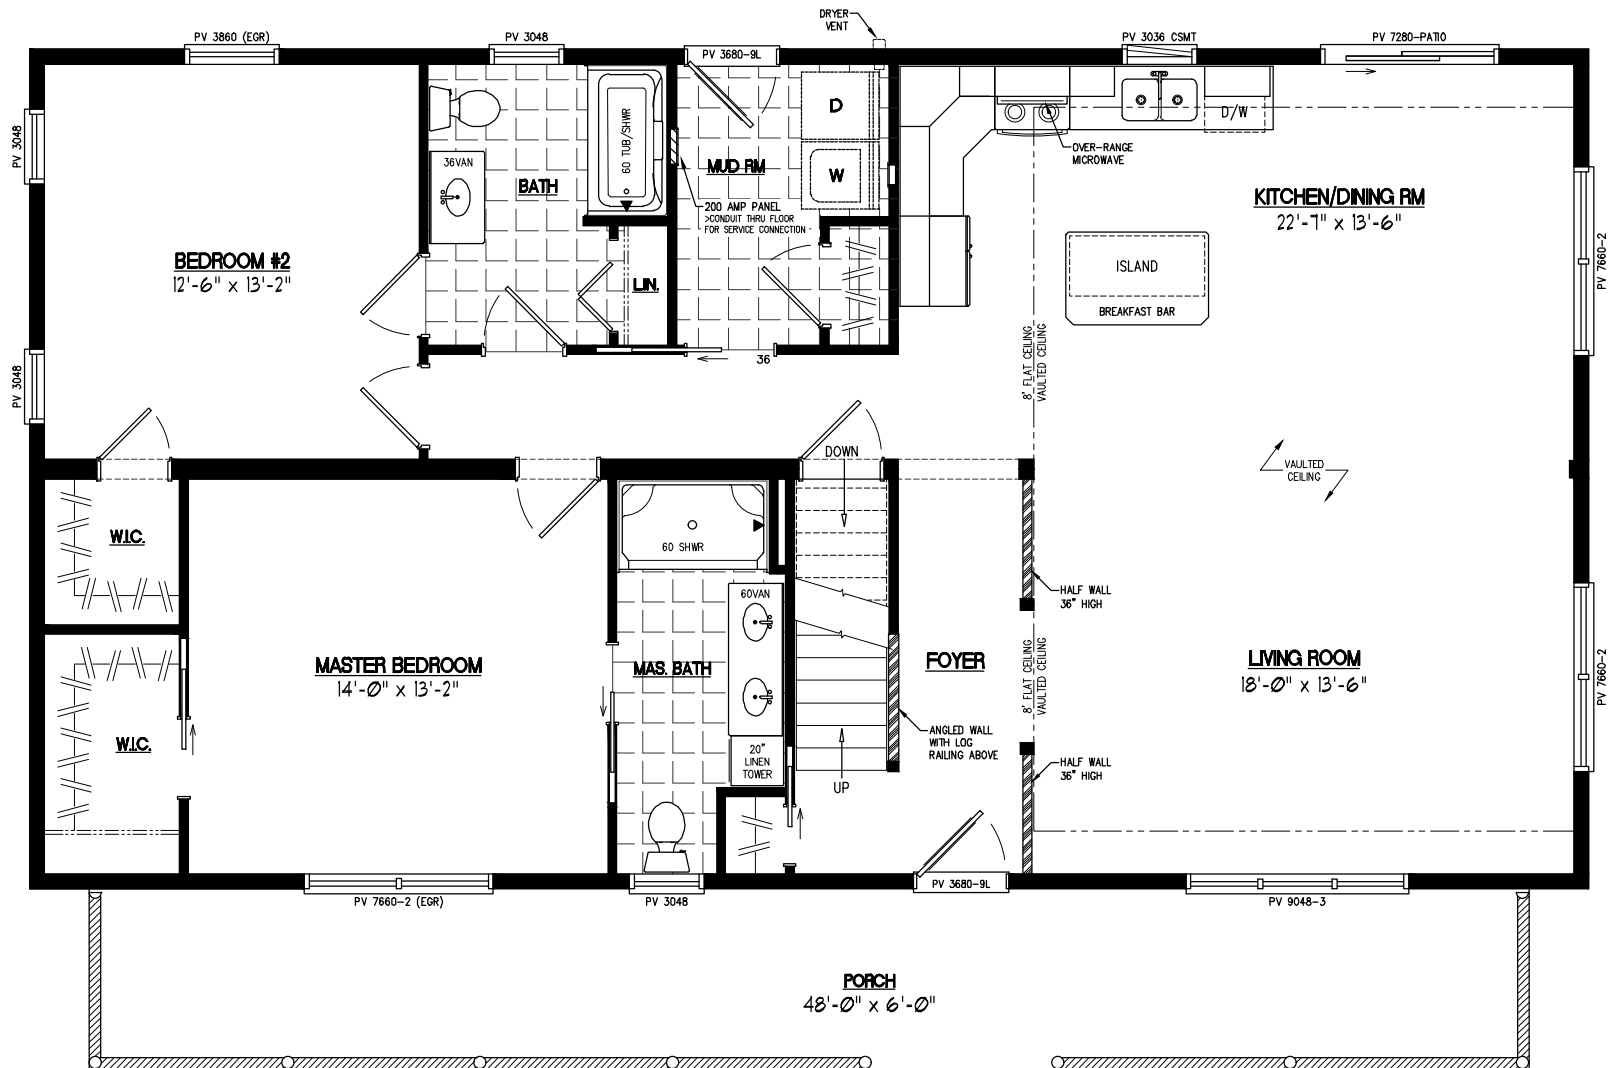 DRYER
VENT
PV 3860 (EGR)
PV 3048
PV 3680-9L
PV 3036 CSMT
PV 7280-PATIO
PV 3048
D
D/W
60 TUB/SHWR
OVER-RANGE
MICROWAVE
36VAN
MUD RM
W
BATH
KITCHEN/DINING RM
22'-7" x 13'-6"
200 AMP PANEL
>CONDUIT THRU FLOOR
FOR SERVICE CONNECTION
BEDROOM #2
12'-6" x 13'-2"
LIN.
ISLAND
BREAKFAST BAR
PV 7660-2
36
8' FLAT CEILING
VAULTED CEILING
PV 3048
DOWN
VAULTED
CEILING
W.I.C.
60 SHWR
60VAN
HALF WALL
36" HIGH
MASTER BEDROOM
14'-0" x 13'-2"
MAS. BATH
FOYER
8' FLAT CEILING
VAULTED CEILING
LIVING ROOM
18'-0" x 13'-6"
PV 7660-2
W.I.C.
20"
LINEN
TOWER
UP
ANGLED WALL
WITH LOG
RAILING ABOVE
HALF WALL
36" HIGH
PV 7660-2 (EGR)
PV 3048
PV 3680-9L
PV 9048-3
PORCH
48'-0" x 6'-0"